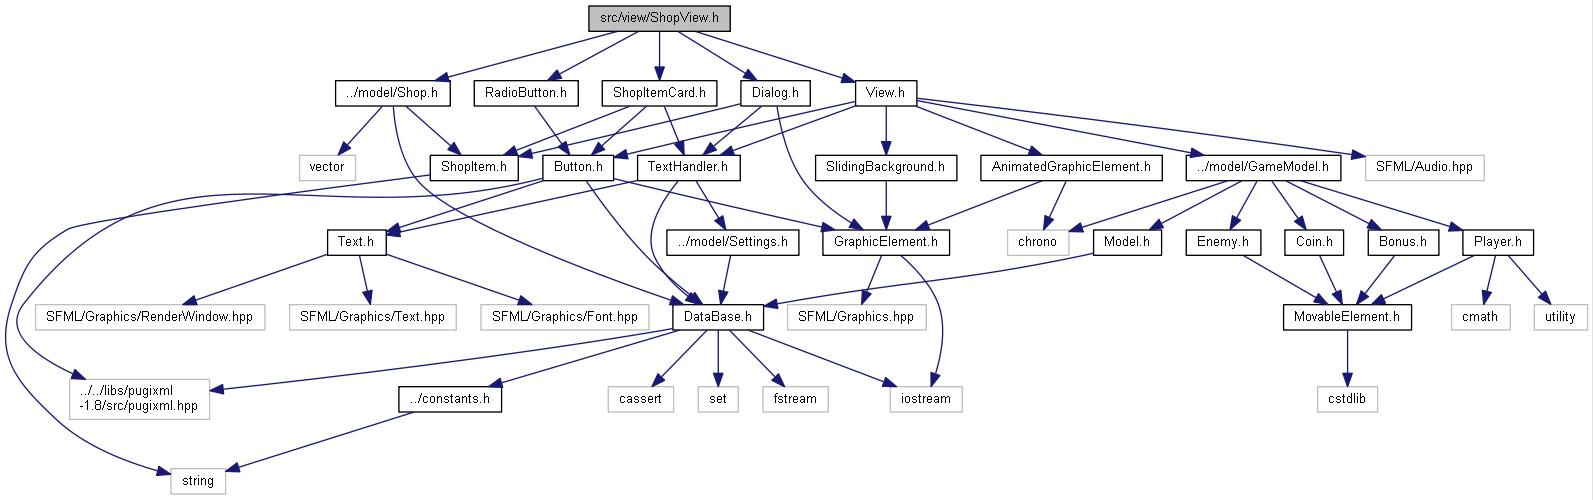 src/view/ShopView.h
../model/Shop.h
RadioButton.h
ShopItemCard.h
Dialog.h
View.h
vector
ShopItem.h
Button.h
TextHandler.h
SlidingBackground.h
AnimatedGraphicElement.h
../model/GameModel.h
SFML/Audio.hpp
Text.h
../model/Settings.h
GraphicElement.h
chrono
Model.h
Enemy.h
Coin.h
Bonus.h
Player.h
SFML/Graphics/RenderWindow.hpp
SFML/Graphics/Text.hpp
SFML/Graphics/Font.hpp
DataBase.h
SFML/Graphics.hpp
MovableElement.h
cmath
utility
../../libs/pugixml
-1.8/src/pugixml.hpp
../constants.h
cassert
set
fstream
iostream
cstdlib
string